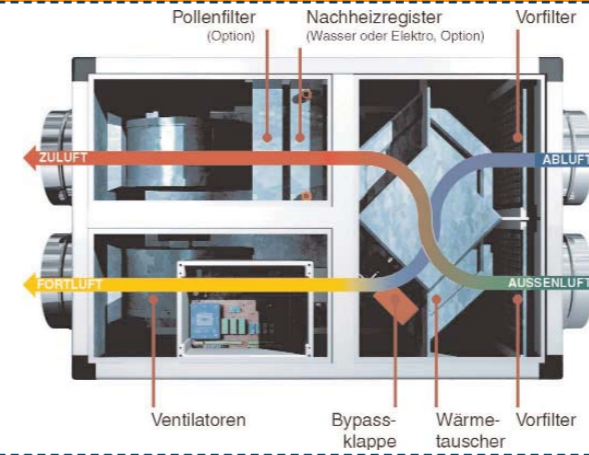 Pollenfilter
(Option)
Nachheizregister
(Wasser oder Elektro, Option)
Vorfilter
ZULUFT
ABLUFT
FORTLUFT
AUSSENLUFT
Ventilatoren
Bypass-
klappe
Wärme-
tauscher
Vorfilter